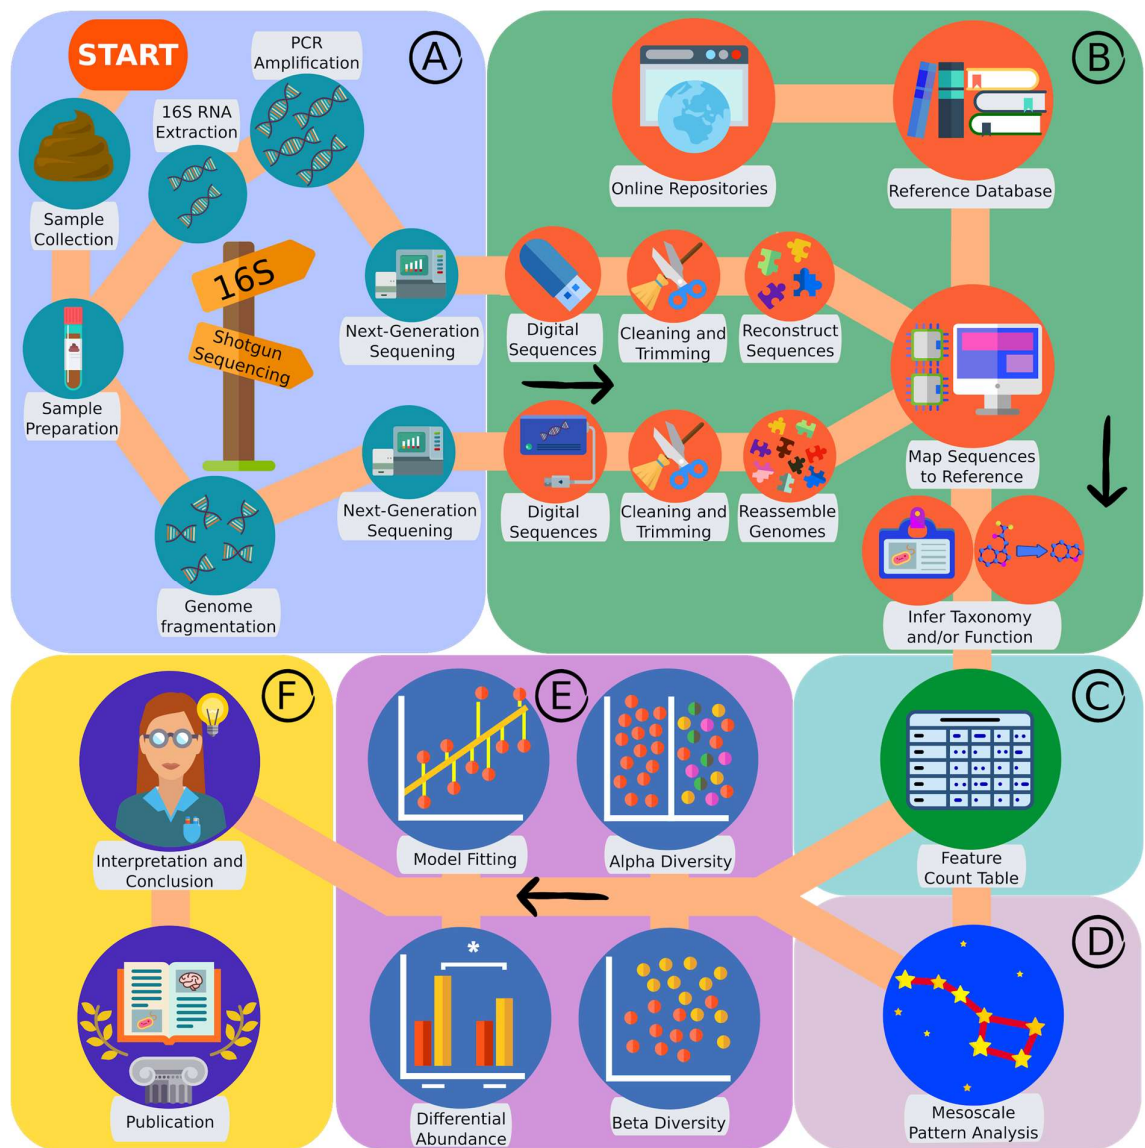 START
A
PCR
Amplification
16S RNA
Extraction
Sample
Collection
16S
Shotgun
Sequencing
Next-Generation
Sequening
Sample
Preparation
Next-Generation
Sequening
Genome
fragmentation
B
Online Repositories
Reference Database
Digital
Sequences
Cleaning and
Trimming
Reconstruct
Sequences
Map Sequences
to Reference
Digital
Sequences
Cleaning and
Trimming
Reassemble
Genomes
Infer Taxonomy
and/or Function
C
Feature
Count Table
D
Mesoscale
Pattern Analysis
E
Model Fitting
Alpha Diversity
*
Differential
Abundance
Beta Diversity
F
Interpretation and
Conclusion
Publication